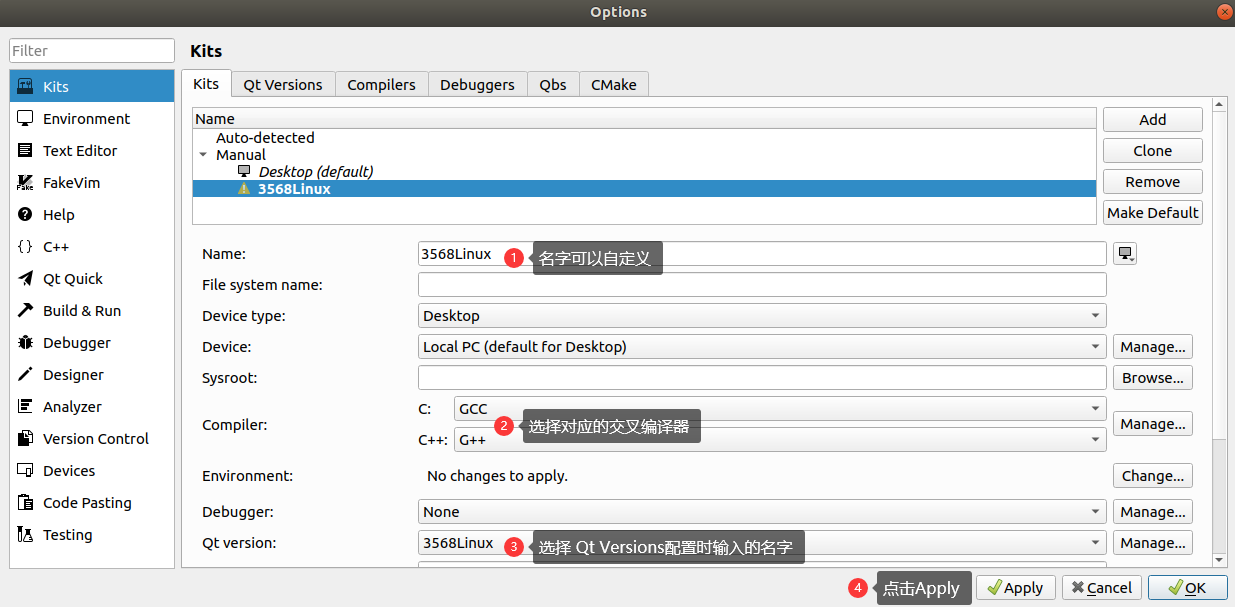 Options
Filter
Kits
Environment
Text Editor
FakeVim
Help
C++
Qt Quick
Build & Run
Debugger
Designer
Analyzer
Version Control
Devices
Code Pasting
Testing
Kits
Kits Qt Versions Compilers Debuggers Qbs CMake
Name
Auto-detected
Manual
Desktop (default)
3568Linux
Add
Clone
Remove
Make Default
Name: 3568Linux 1 名字可以自定义
File system name:
Device type: Desktop
Device: Local PC (default for Desktop) Manage...
Sysroot: Browse...
Compiler: C: GCC Manage...
2 选择对应的交叉编译器
C++: G++
Environment: No changes to apply. Change...
Debugger: None Manage...
Qt version: 3568Linux 3 选择 Qt Versions配置时输入的名字 Manage...
4 点击Apply Apply Cancel OK